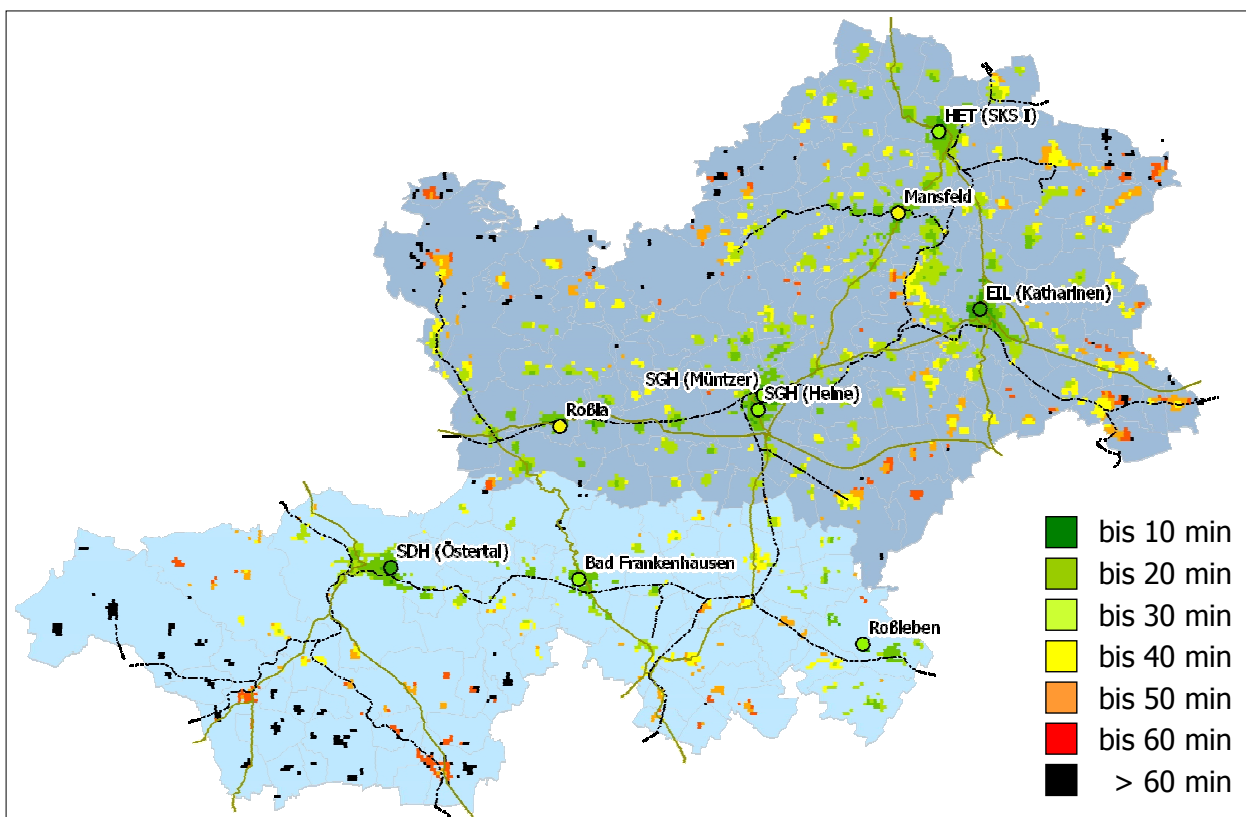 HET (SKS I)
Mansfeld
EIL (Katharinen)
SGH (Müntzer)
SGH (Heine)
Roßla
SDH (Östertal)
Bad Frankenhausen
Roßleben
bis 10 min
bis 20 min
bis 30 min
bis 40 min
bis 50 min
bis 60 min
> 60 min